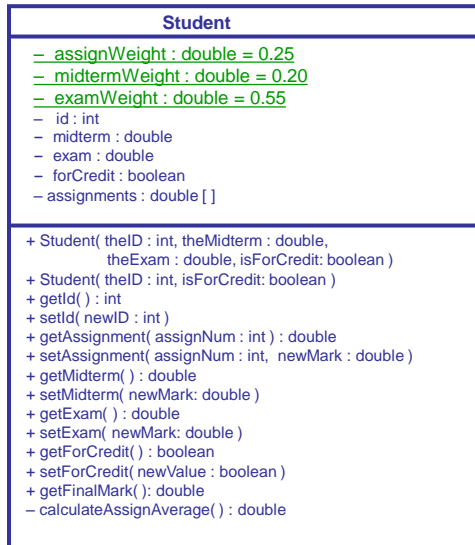 Student
– assignWeight : double = 0.25
– midtermWeight : double = 0.20
– examWeight : double = 0.55
– id : int
– midterm : double
– exam : double
– forCredit : boolean
– assignments : double [ ]
+ Student( theID : int, theMidterm : double,
theExam : double, isForCredit: boolean )
+ Student( theID : int, isForCredit: boolean )
+ getId( ) : int
+ setId( newID : int )
+ getAssignment( assignNum : int ) : double
+ setAssignment( assignNum : int, newMark : double )
+ getMidterm( ) : double
+ setMidterm( newMark: double )
+ getExam( ) : double
+ setExam( newMark: double )
+ getForCredit( ) : boolean
+ setForCredit( newValue : boolean )
+ getFinalMark( ): double
– calculateAssignAverage( ) : double